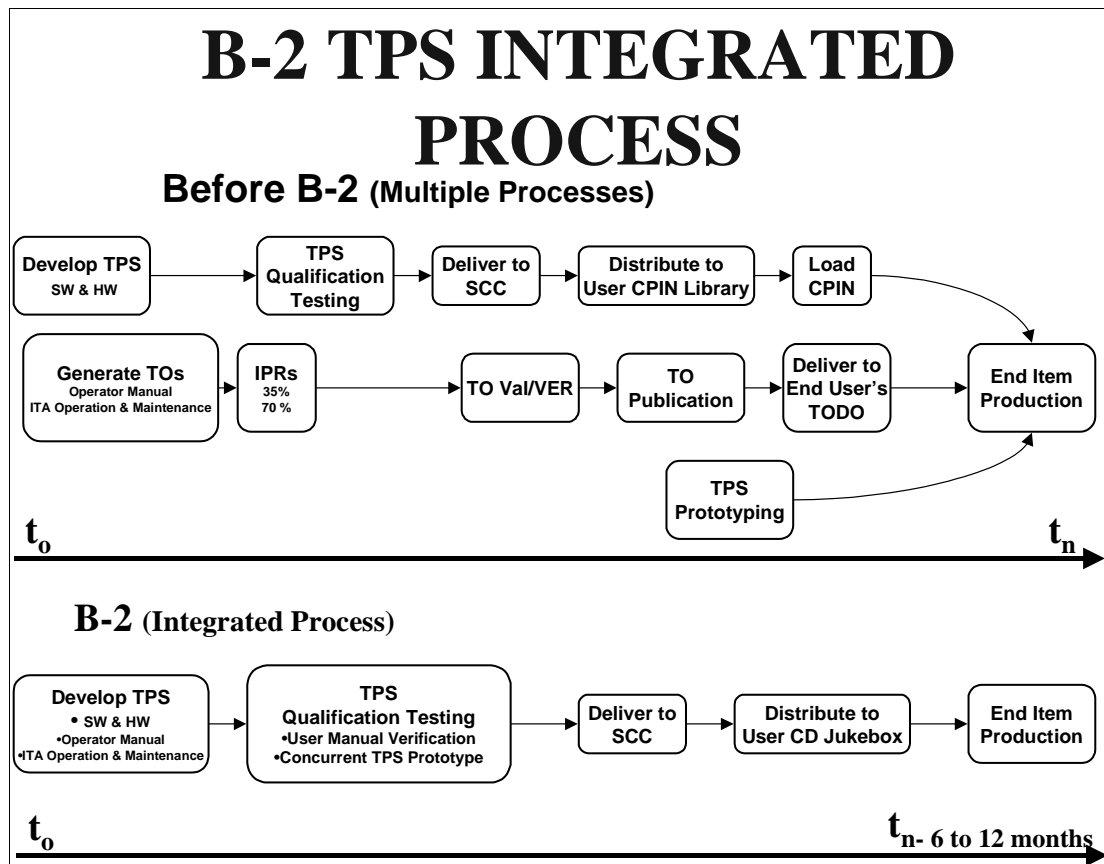 B-2 TPS INTEGRATED
PROCESS
Before B-2 (Multiple Processes)
Develop TPS
SW & HW
TPS
Qualification
Testing
Deliver to
SCC
Distribute to
User CPIN Library
Load
CPIN
Generate TOs
Operator Manual
ITA Operation & Maintenance
IPRs
35%
70 %
TO Val/VER
TO
Publication
Deliver to
End User's
TODO
End Item
Production
TPS
Prototyping
to
tn
B-2 (Integrated Process)
Develop TPS
• SW & HW
•Operator Manual
•ITA Operation & Maintenance
TPS
Qualification Testing
•User Manual Verification
•Concurrent TPS Prototype
Deliver to
SCC
Distribute to
User CD Jukebox
End Item
Production
to
tn- 6 to 12 months